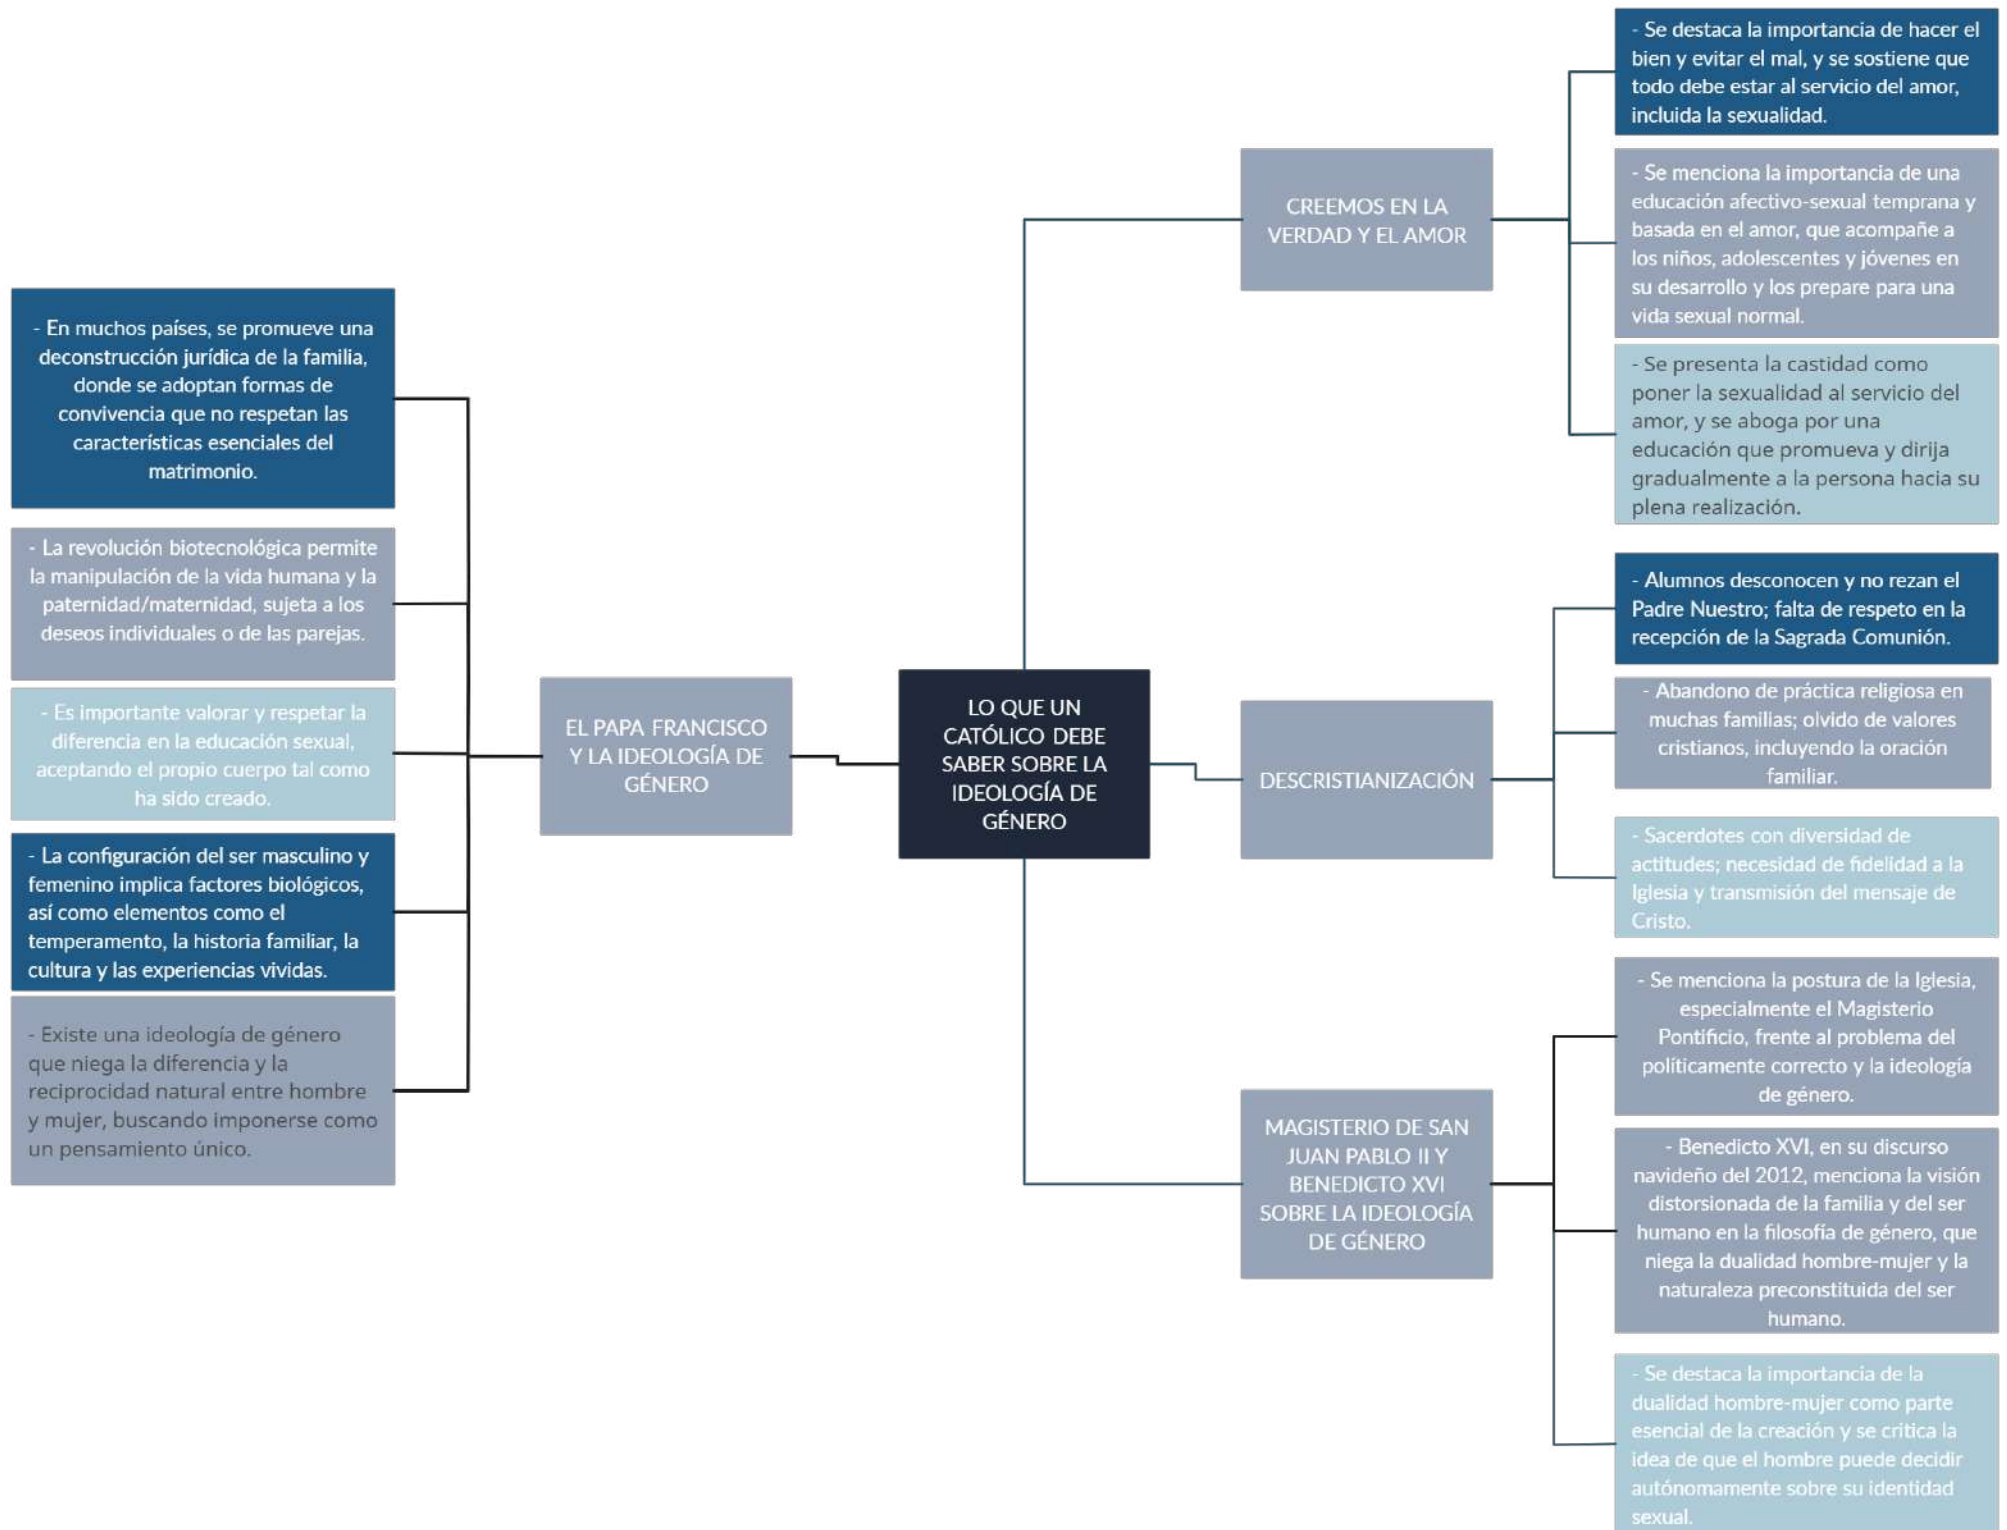 LO QUE UN
CATÓLICO DEBE
SABER SOBRE LA
IDEOLOGÍA DE
GÉNERO
EL PAPA FRANCISCO
Y LA IDEOLOGÍA DE
GÉNERO
- En muchos países, se promueve una
deconstrucción jurídica de la familia,
donde se adoptan formas de
convivencia que no respetan las
características esenciales del
matrimonio.
- La revolución biotecnológica permite
la manipulación de la vida humana y la
paternidad/maternidad, sujeta a los
deseos individuales o de las parejas.
- Es importante valorar y respetar la
diferencia en la educación sexual,
aceptando el propio cuerpo tal como
ha sido creado.
- La configuración del ser masculino y
femenino implica factores biológicos,
así como elementos como el
temperamento, la historia familiar, la
cultura y las experiencias vividas.
- Existe una ideología de género
que niega la diferencia y la
reciprocidad natural entre hombre
y mujer, buscando imponerse como
un pensamiento único.
CREEMOS EN LA
VERDAD Y EL AMOR
- Se destaca la importancia de hacer el
bien y evitar el mal, y se sostiene que
todo debe estar al servicio del amor,
incluida la sexualidad.
- Se menciona la importancia de una
educación afectivo-sexual temprana y
basada en el amor, que acompañe a
los niños, adolescentes y jóvenes en
su desarrollo y los prepare para una
vida sexual normal.
- Se presenta la castidad como
poner la sexualidad al servicio del
amor, y se aboga por una
educación que promueva y dirija
gradualmente a la persona hacia su
plena realización.
DESCRISTIANIZACIÓN
- Alumnos desconocen y no rezan el
Padre Nuestro; falta de respeto en la
recepción de la Sagrada Comunión.
- Abandono de práctica religiosa en
muchas familias; olvido de valores
cristianos, incluyendo la oración
familiar.
- Sacerdotes con diversidad de
actitudes; necesidad de fidelidad a la
Iglesia y transmisión del mensaje de
Cristo.
MAGISTERIO DE SAN
JUAN PABLO II Y
BENEDICTO XVI
SOBRE LA IDEOLOGÍA
DE GÉNERO
- Se menciona la postura de la Iglesia,
especialmente el Magisterio
Pontificio, frente al problema del
políticamente correcto y la ideología
de género.
- Benedicto XVI, en su discurso
navideño del 2012, menciona la visión
distorsionada de la familia y del ser
humano en la filosofía de género, que
niega la dualidad hombre-mujer y la
naturaleza preconstituida del ser
humano.
- Se destaca la importancia de la
dualidad hombre-mujer como parte
esencial de la creación y se critica la
idea de que el hombre puede decidir
autónomamente sobre su identidad
sexual.